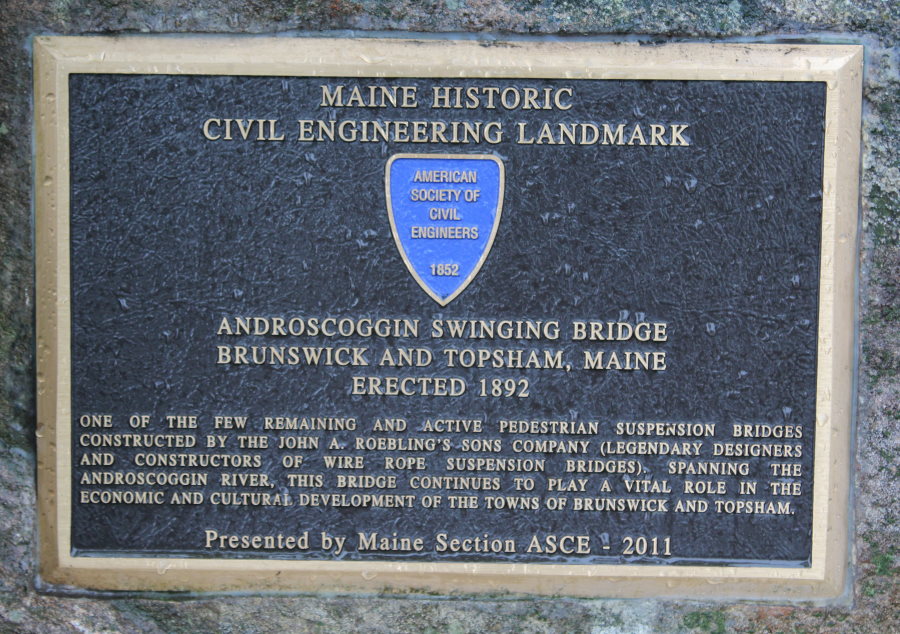 MAINE HISTORIC
CIVIL ENGINEERING LANDMARK
AMERICAN
SOCIETY OF
CIVIL
ENGINEERS
1852
ANDROSCOGGIN SWINGING BRIDGE
BRUNSWICK AND TOPSHAM, MAINE
ERECTED 1892
ONE OF THE FEW REMAINING AND ACTIVE PEDESTRIAN SUSPENSION BRIDGES
CONSTRUCTED BY THE JOHN A. ROEBLING'S SONS COMPANY (LEGENDARY DESIGNERS
AND CONSTRUCTORS OF WIRE ROPE SUSPENSION BRIDGES). SPANNING THE
ANDROSCOGGIN RIVER, THIS BRIDGE CONTINUES TO PLAY A VITAL ROLE IN THE
ECONOMIC AND CULTURAL DEVELOPMENT OF THE TOWNS OF BRUNSWICK AND TOPSHAM.
Presented by Maine Section ASCE - 2011